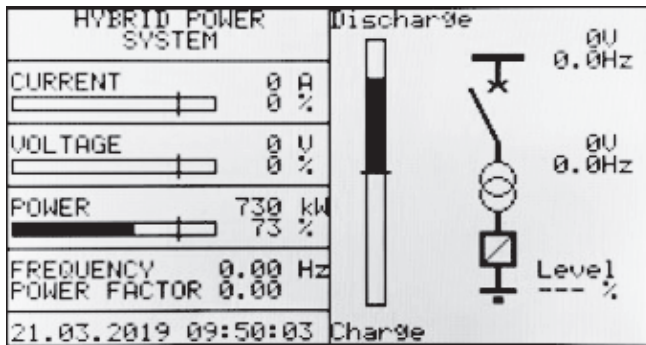 HYBRID POWER
SYSTEM
CURRENT 0 A
0 %
VOLTAGE 0 V
0 %
POWER 730 kW
73 %
FREQUENCY 0.00 Hz
POWER FACTOR 0.00
21.03.2019 09:50:03
Discharge
0V
0.0Hz
0V
0.0Hz
Level
--- %
Charge